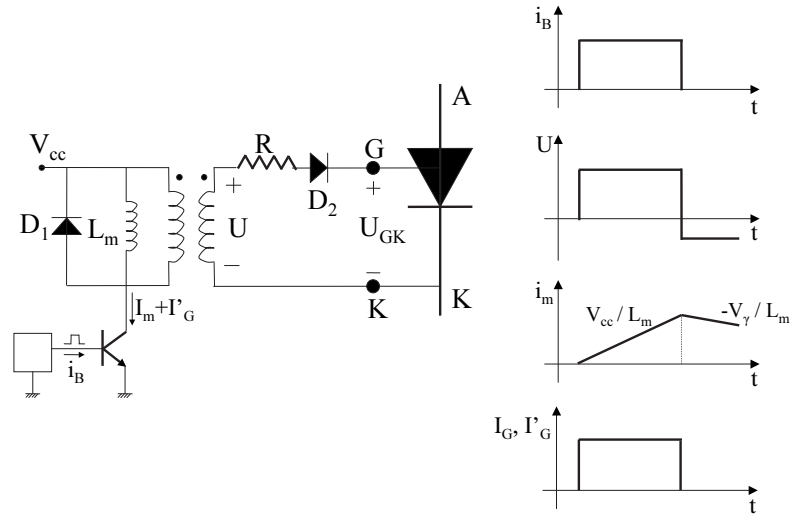 V_cc
D_1
L_m
I_m+I'_G
i_B
+
U
−
R
D_2
G
+
U_GK
−
K
A
K
i_B
t
U
t
i_m
V_cc / L_m
-V_γ / L_m
t
I_G, I'_G
t